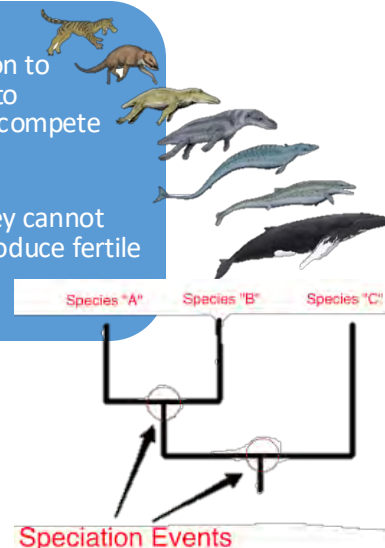 on to
to
compete
ey cannot
oduce fertile
Species "A" Species "B" Species "C"
Speciation Events